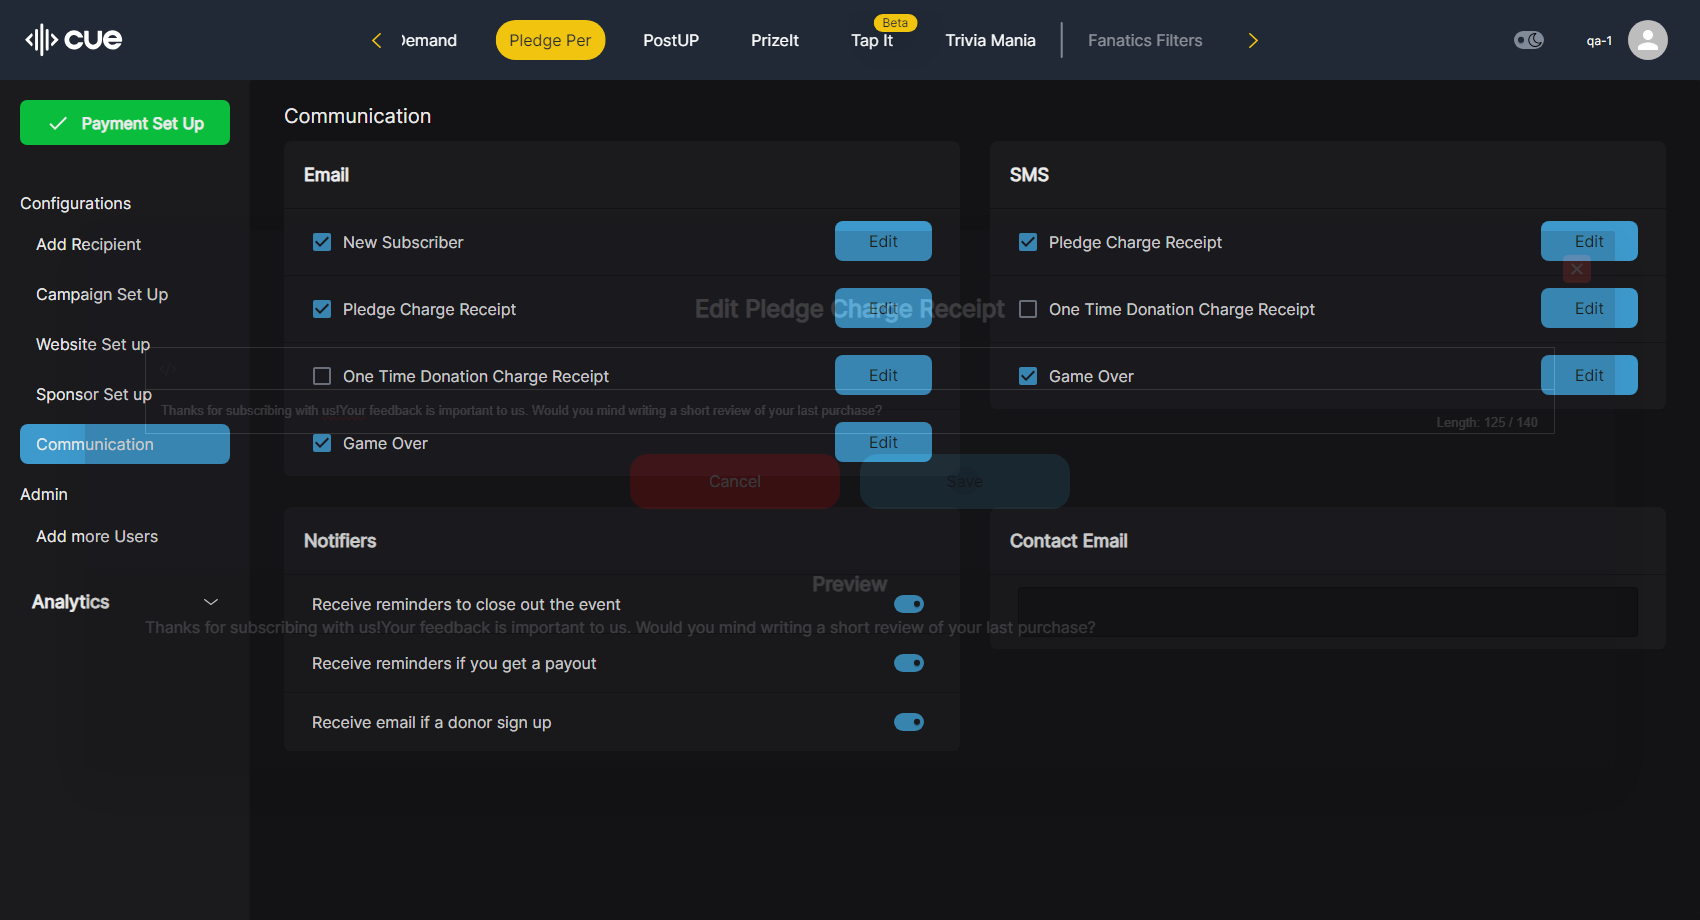 cue
Demand
Pledge Per
PostUP
PrizeIt
Beta
Tap It
Trivia Mania
Fanatics Filters
qa-1
Payment Set Up
Configurations
Add Recipient
Campaign Set Up
Website Set up
Sponsor Set up
Communication
Admin
Add more Users
Analytics
Communication
Email
New Subscriber
Edit
Pledge Charge Receipt
Edit
One Time Donation Charge Receipt
Edit
Game Over
Edit
SMS
Pledge Charge Receipt
Edit
One Time Donation Charge Receipt
Edit
Game Over
Edit
Notifiers
Receive reminders to close out the event
Receive reminders if you get a payout
Receive email if a donor sign up
Contact Email
Edit Pledge Charge Receipt
Thanks for subscribing with us!Your feedback is important to us. Would you mind writing a short review of your last purchase?
Length: 125 / 140
Cancel
Save
Preview
Thanks for subscribing with us!Your feedback is important to us. Would you mind writing a short review of your last purchase?